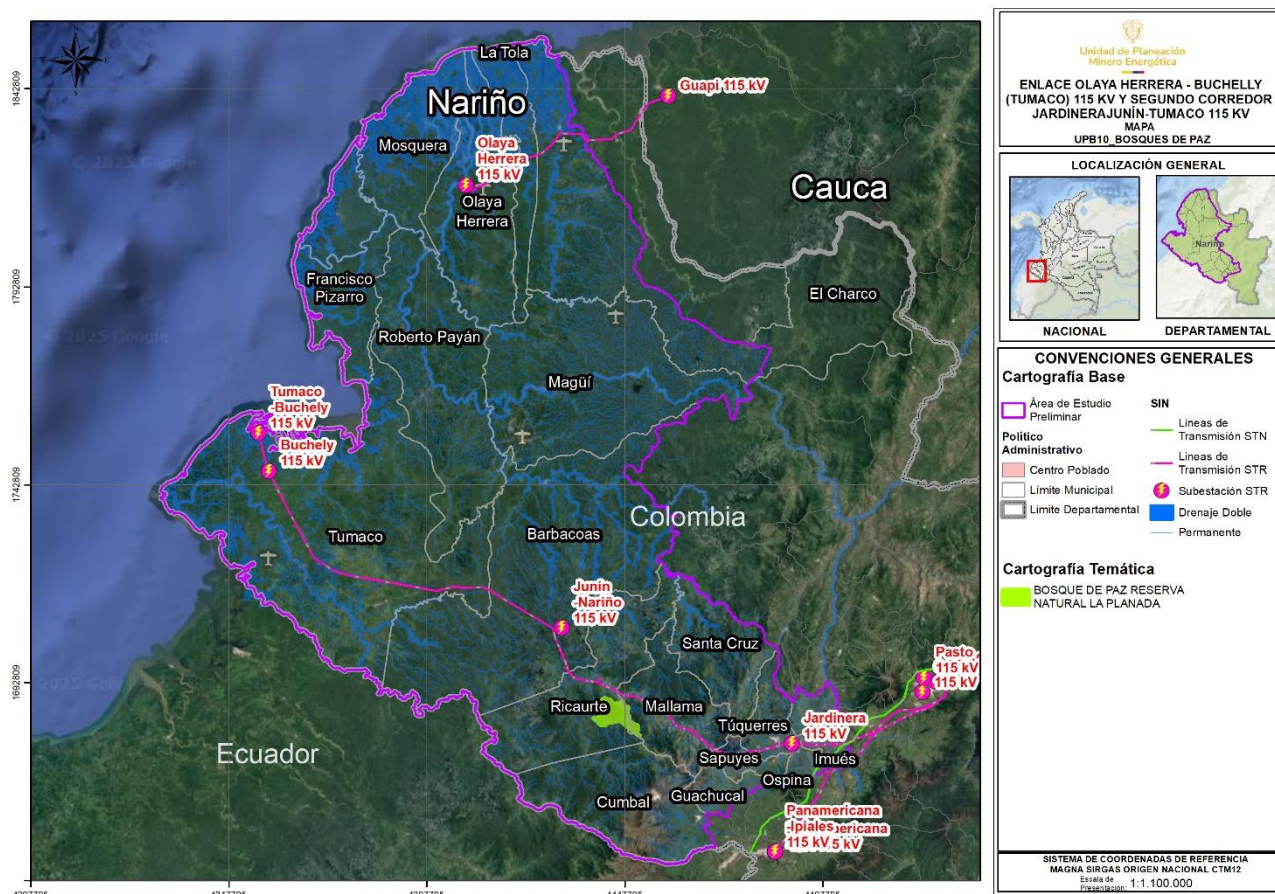 La Tola
Nariño
Guapi 115 kV
Mosquera
Olaya
Herrera
115 kV
Olaya
Herrera
Cauca
© 2025 Google
Francisco
Pizarro
El Charco
Roberto Payán
Magüí
Tumaco
-Buchely
115 kV
Buchely
115 kV
Colombia
Tumaco
Barbacoas
Junín
-Nariño
115 kV
Santa Cruz
Pasto
115 kV
115 kV
Ricaurte
Mallama
Túquerres
Jardinera
115 kV
Ecuador
Sapuyes
Imués
Ospina
Cumbal
Guachucal
Panamericana
-Ipiales
115 kV
1842809
1792809
1742809
1692809
Unidad de Planeación
Minero Energética
ENLACE OLAYA HERRERA - BUCHELLY
(TUMACO) 115 KV Y SEGUNDO CORREDOR
JARDINERAJUNÍN-TUMACO 115 KV
MAPA
UPB10_BOSQUES DE PAZ
LOCALIZACIÓN GENERAL
Nariño
NACIONAL
DEPARTAMENTAL
CONVENCIONES GENERALES
Cartografía Base
Área de Estudio
Preliminar
Político
Administrativo
Centro Poblado
Límite Municipal
Limite Departamental
SIN
Lineas de
Transmisión STN
Lineas de
Transmisión STR
Subestación STR
Drenaje Doble
Permanente
Cartografía Temática
BOSQUE DE PAZ RESERVA
NATURAL LA PLANADA
SISTEMA DE COORDENADAS DE REFERENCIA
MAGNA SIRGAS ORIGEN NACIONAL CTM12
Escala de
Presentación: 1:1.100.000